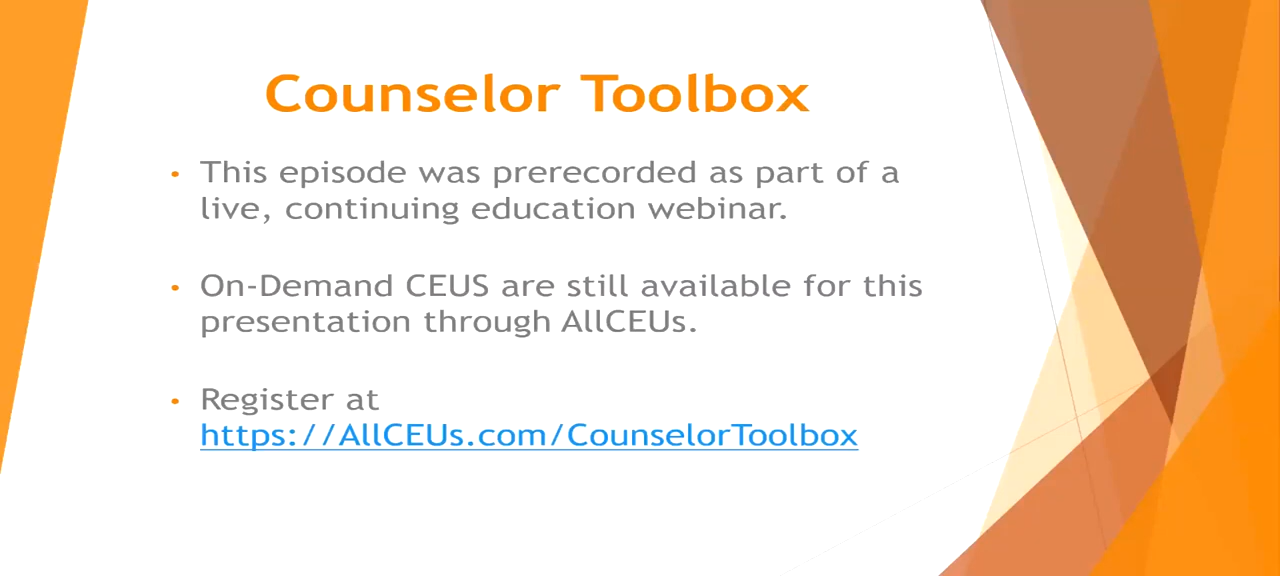 Counselor Toolbox
• This episode was prerecorded as part of a
live, continuing education webinar.
• On-Demand CEUS are still available for this
presentation through AllCEUs.
• Register at
https://AllCEUs.com/CounselorToolbox